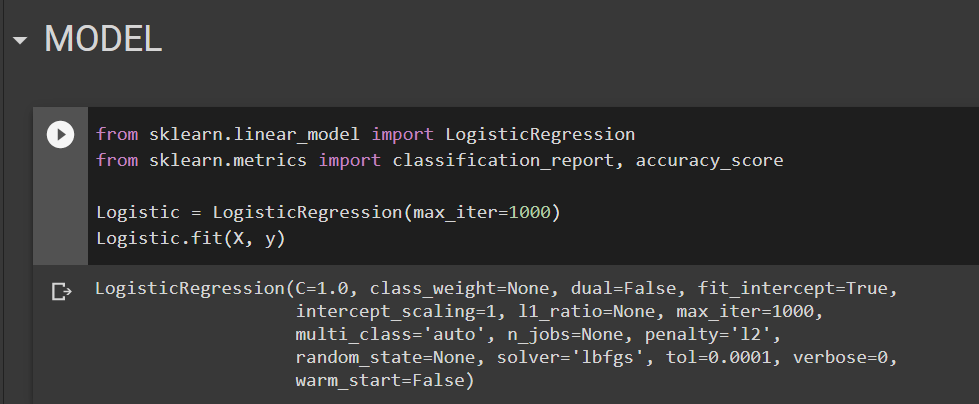 MODEL
from sklearn.linear_model import LogisticRegression
from sklearn.metrics import classification_report, accuracy_score
Logistic = LogisticRegression(max_iter=1000)
Logistic.fit(X, y)
LogisticRegression(C=1.0, class_weight=None, dual=False, fit_intercept=True,
intercept_scaling=1, l1_ratio=None, max_iter=1000,
multi_class='auto', n_jobs=None, penalty='l2',
random_state=None, solver='lbfgs', tol=0.0001, verbose=0,
warm_start=False)